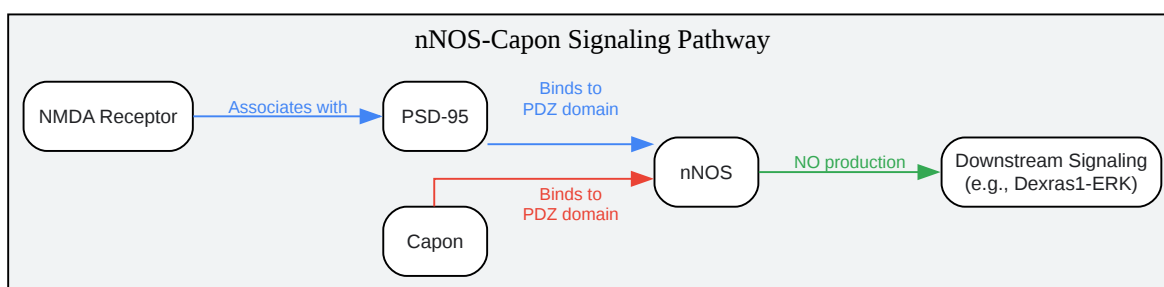 nNOS-Capon Signaling Pathway
NMDA Receptor
Associates with
PSD-95
Binds to
PDZ domain
nNOS
NO production
Downstream Signaling
(e.g., Dexras1-ERK)
Binds to
PDZ domain
Capon